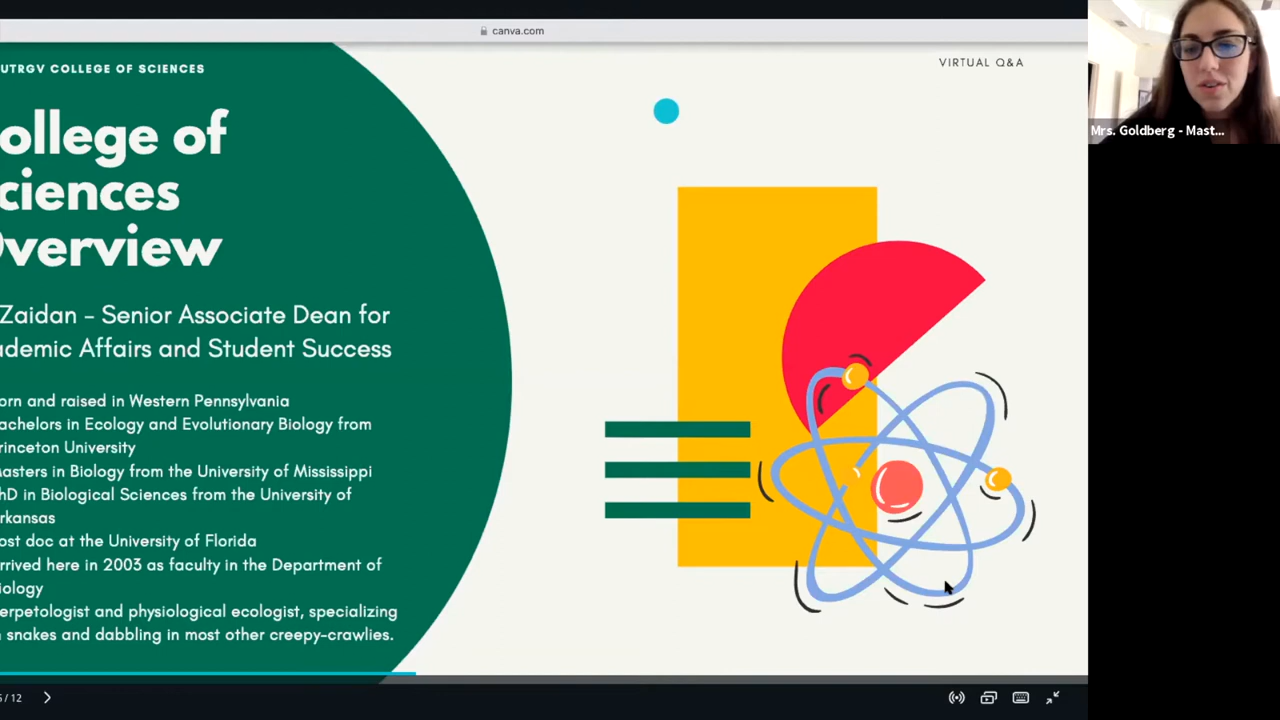 canva.com
UTRGV COLLEGE OF SCIENCES
VIRTUAL Q&A
ollege of
ciences
verview
Zaidan - Senior Associate Dean for
ademic Affairs and Student Success
orn and raised in Western Pennsylvania
achelors in Ecology and Evolutionary Biology from
rinceton University
Masters in Biology from the University of Mississippi
hD in Biological Sciences from the University of
rkansas
ost doc at the University of Florida
rrived here in 2003 as faculty in the Department of
iology
erpetologist and physiological ecologist, specializing
snakes and dabbling in most other creepy-crawlies.
/ 12
Mrs. Goldberg - Mast...